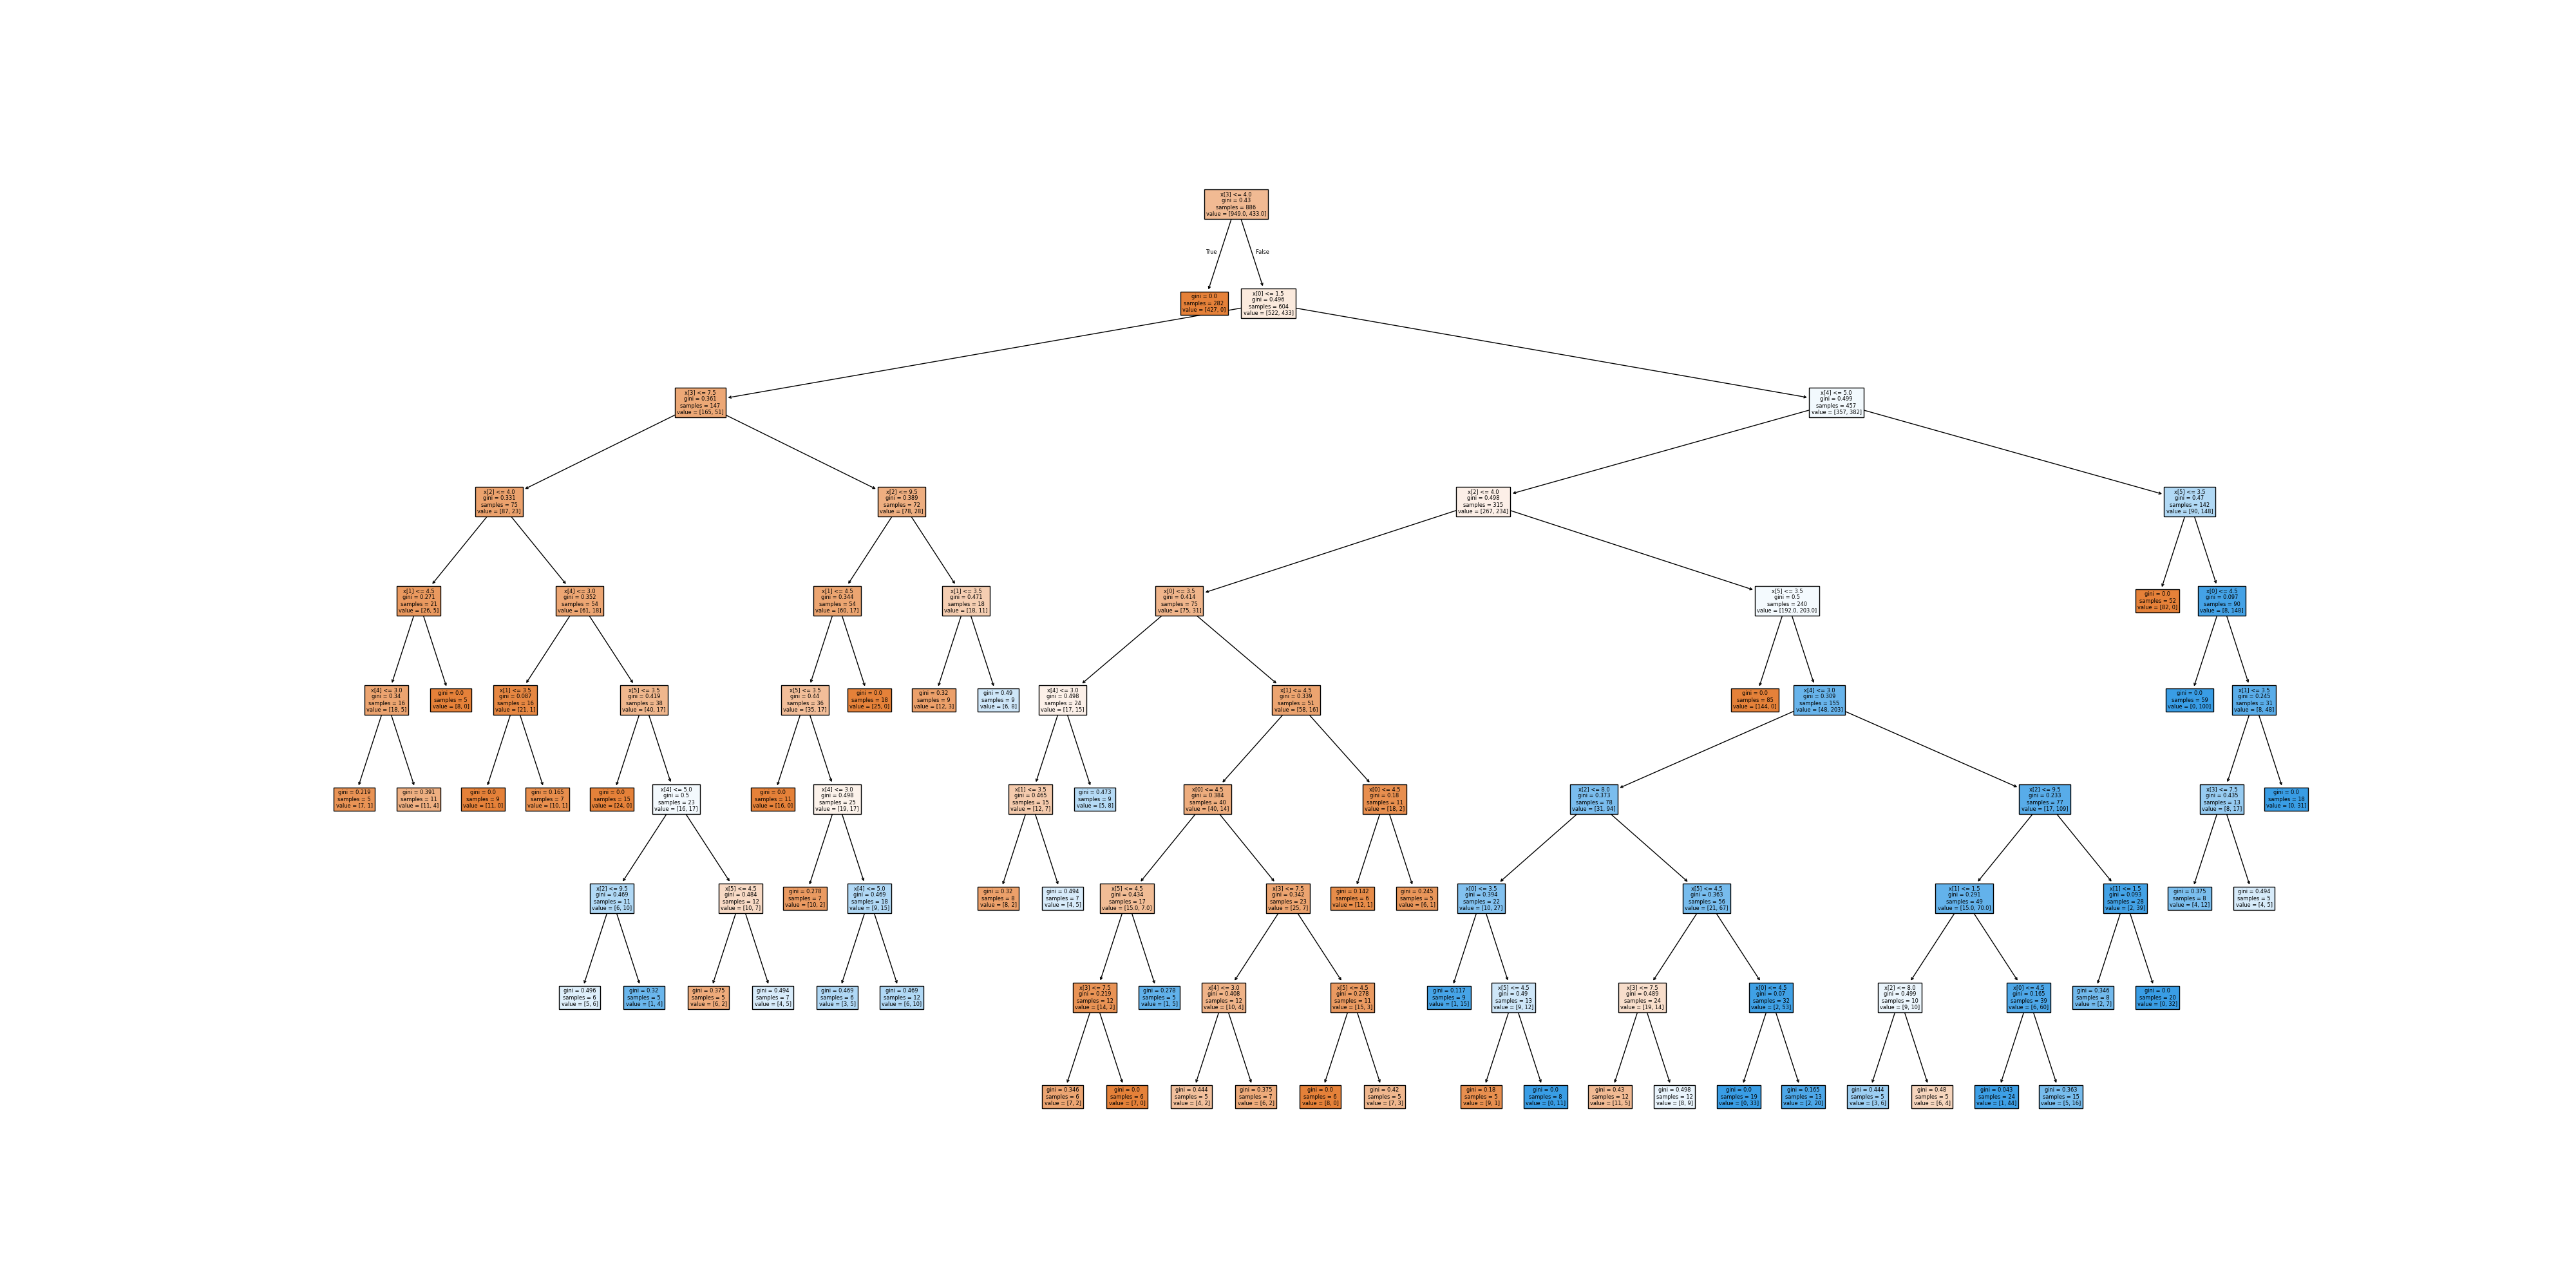 x[3] <= 4.0
gini = 0.43
samples = 886
value = [949.0, 433.0]
True
False
gini = 0.0
samples = 282
value = [427, 0]
x[0] <= 1.5
gini = 0.496
samples = 604
value = [522, 433]
x[3] <= 7.5
gini = 0.361
samples = 147
value = [165, 51]
x[4] <= 5.0
gini = 0.499
samples = 457
value = [357, 382]
x[2] <= 4.0
gini = 0.331
samples = 75
value = [87, 23]
x[2] <= 9.5
gini = 0.389
samples = 72
value = [78, 28]
x[2] <= 4.0
gini = 0.498
samples = 315
value = [267, 234]
x[5] <= 3.5
gini = 0.47
samples = 142
value = [90, 148]
x[1] <= 4.5
gini = 0.271
samples = 21
value = [26, 5]
x[4] <= 3.0
gini = 0.352
samples = 54
value = [61, 18]
x[1] <= 4.5
gini = 0.344
samples = 54
value = [60, 17]
x[1] <= 3.5
gini = 0.471
samples = 18
value = [18, 11]
x[0] <= 3.5
gini = 0.414
samples = 75
value = [75, 31]
x[5] <= 3.5
gini = 0.5
samples = 240
value = [192.0, 203.0]
gini = 0.0
samples = 52
value = [82, 0]
x[0] <= 4.5
gini = 0.097
samples = 90
value = [8, 148]
x[4] <= 3.0
gini = 0.34
samples = 16
value = [18, 5]
gini = 0.0
samples = 5
value = [8, 0]
x[1] <= 3.5
gini = 0.087
samples = 16
value = [21, 1]
x[5] <= 3.5
gini = 0.419
samples = 38
value = [40, 17]
x[5] <= 3.5
gini = 0.44
samples = 36
value = [35, 17]
gini = 0.0
samples = 18
value = [25, 0]
gini = 0.32
samples = 9
value = [12, 3]
gini = 0.49
samples = 9
value = [6, 8]
x[4] <= 3.0
gini = 0.498
samples = 24
value = [17, 15]
x[1] <= 4.5
gini = 0.339
samples = 51
value = [58, 16]
gini = 0.0
samples = 85
value = [144, 0]
x[4] <= 3.0
gini = 0.309
samples = 155
value = [48, 203]
gini = 0.0
samples = 59
value = [0, 100]
x[1] <= 3.5
gini = 0.245
samples = 31
value = [8, 48]
gini = 0.219
samples = 5
value = [7, 1]
gini = 0.391
samples = 11
value = [11, 4]
gini = 0.0
samples = 9
value = [11, 0]
gini = 0.165
samples = 7
value = [10, 1]
gini = 0.0
samples = 15
value = [24, 0]
x[4] <= 5.0
gini = 0.5
samples = 23
value = [16, 17]
gini = 0.0
samples = 11
value = [16, 0]
x[4] <= 3.0
gini = 0.498
samples = 25
value = [19, 17]
x[1] <= 3.5
gini = 0.465
samples = 15
value = [12, 7]
gini = 0.473
samples = 9
value = [5, 8]
x[0] <= 4.5
gini = 0.384
samples = 40
value = [40, 14]
x[0] <= 4.5
gini = 0.18
samples = 11
value = [18, 2]
x[2] <= 8.0
gini = 0.373
samples = 78
value = [31, 94]
x[2] <= 9.5
gini = 0.233
samples = 77
value = [17, 109]
x[3] <= 7.5
gini = 0.435
samples = 13
value = [8, 17]
gini = 0.0
samples = 18
value = [0, 31]
x[2] <= 9.5
gini = 0.469
samples = 11
value = [6, 10]
x[5] <= 4.5
gini = 0.484
samples = 12
value = [10, 7]
gini = 0.278
samples = 7
value = [10, 2]
x[4] <= 5.0
gini = 0.469
samples = 18
value = [9, 15]
gini = 0.32
samples = 8
value = [8, 2]
gini = 0.494
samples = 7
value = [4, 5]
x[5] <= 4.5
gini = 0.434
samples = 17
value = [15.0, 7.0]
x[3] <= 7.5
gini = 0.342
samples = 23
value = [25, 7]
gini = 0.142
samples = 6
value = [12, 1]
gini = 0.245
samples = 5
value = [6, 1]
x[0] <= 3.5
gini = 0.394
samples = 22
value = [10, 27]
x[5] <= 4.5
gini = 0.363
samples = 56
value = [21, 67]
x[1] <= 1.5
gini = 0.291
samples = 49
value = [15.0, 70.0]
x[1] <= 1.5
gini = 0.093
samples = 28
value = [2, 39]
gini = 0.375
samples = 8
value = [4, 12]
gini = 0.494
samples = 5
value = [4, 5]
gini = 0.496
samples = 6
value = [5, 6]
gini = 0.32
samples = 5
value = [1, 4]
gini = 0.375
samples = 5
value = [6, 2]
gini = 0.494
samples = 7
value = [4, 5]
gini = 0.469
samples = 6
value = [3, 5]
gini = 0.469
samples = 12
value = [6, 10]
x[3] <= 7.5
gini = 0.219
samples = 12
value = [14, 2]
gini = 0.278
samples = 5
value = [1, 5]
x[4] <= 3.0
gini = 0.408
samples = 12
value = [10, 4]
x[5] <= 4.5
gini = 0.278
samples = 11
value = [15, 3]
gini = 0.117
samples = 9
value = [1, 15]
x[5] <= 4.5
gini = 0.49
samples = 13
value = [9, 12]
x[3] <= 7.5
gini = 0.489
samples = 24
value = [19, 14]
x[0] <= 4.5
gini = 0.07
samples = 32
value = [2, 53]
x[2] <= 8.0
gini = 0.499
samples = 10
value = [9, 10]
x[0] <= 4.5
gini = 0.165
samples = 39
value = [6, 60]
gini = 0.346
samples = 8
value = [2, 7]
gini = 0.0
samples = 20
value = [0, 32]
gini = 0.346
samples = 6
value = [7, 2]
gini = 0.0
samples = 6
value = [7, 0]
gini = 0.444
samples = 5
value = [4, 2]
gini = 0.375
samples = 7
value = [6, 2]
gini = 0.0
samples = 6
value = [8, 0]
gini = 0.42
samples = 5
value = [7, 3]
gini = 0.18
samples = 5
value = [9, 1]
gini = 0.0
samples = 8
value = [0, 11]
gini = 0.43
samples = 12
value = [11, 5]
gini = 0.498
samples = 12
value = [8, 9]
gini = 0.0
samples = 19
value = [0, 33]
gini = 0.165
samples = 13
value = [2, 20]
gini = 0.444
samples = 5
value = [3, 6]
gini = 0.48
samples = 5
value = [6, 4]
gini = 0.043
samples = 24
value = [1, 44]
gini = 0.363
samples = 15
value = [5, 16]